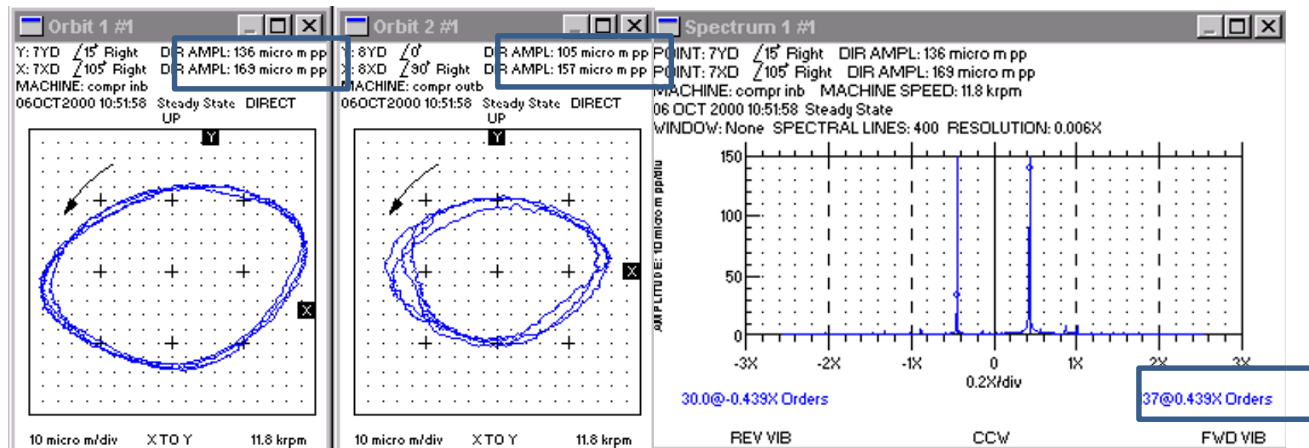 Orbit 1 #1
Y: 7YD ∠15° Right DIR AMPL: 136 micro m pp
X: 7XD ∠105° Right DIR AMPL: 169 micro m pp
MACHINE: compr inb
06OCT2000 10:51:58 Steady State DIRECT
UP
Y
X
10 micro m/div X TO Y 11.8 krpm
Orbit 2 #1
Y: 8YD ∠0° DIR AMPL: 105 micro m pp
X: 8XD ∠90° Right DIR AMPL: 157 micro m pp
MACHINE: compr outb
06OCT2000 10:51:58 Steady State DIRECT
UP
Y
X
10 micro m/div X TO Y 11.8 krpm
Spectrum 1 #1
POINT: 7YD ∠15° Right DIR AMPL: 136 micro m pp
POINT: 7XD ∠105° Right DIR AMPL: 169 micro m pp
MACHINE: compr inb MACHINE SPEED: 11.8 krpm
06 OCT 2000 10:51:58 Steady State
WINDOW: None SPECTRAL LINES: 400 RESOLUTION: 0.006X
AMPLITUDE: 10 micro m pp/div
150
100
50
0
-3X -2X -1X 0 1X 2X 3X
0.2X/div
30.0@-0.439X Orders 37@0.439X Orders
REV VIB CCW FWD VIB